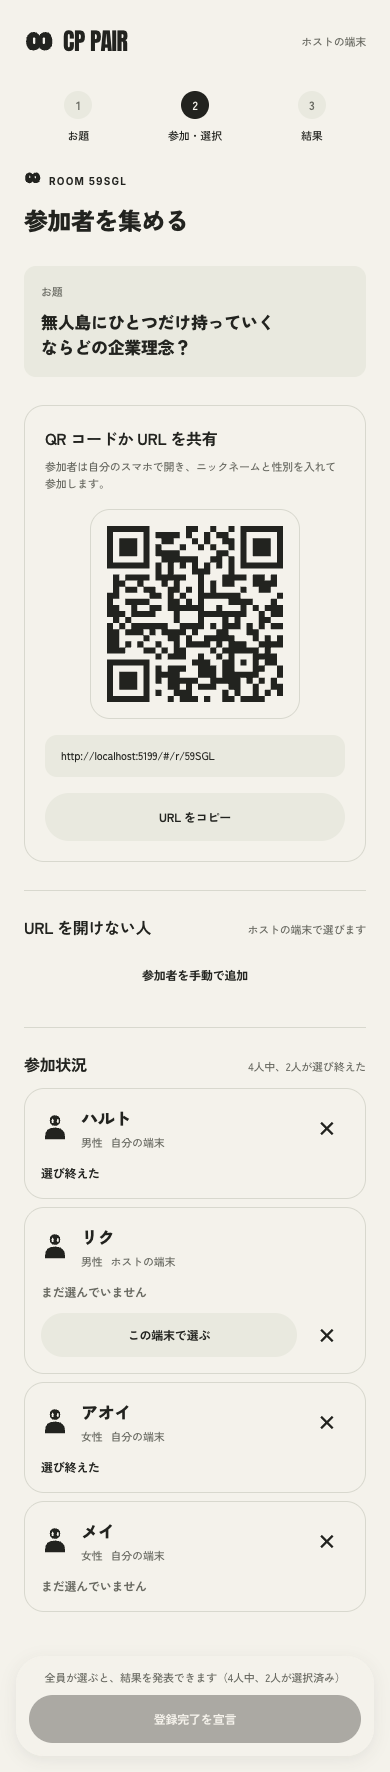 CP PAIR
ホストの端末
1
2
3
お題
参加・選択
結果
ROOM 59SGL
参加者を集める
お題
無人島にひとつだけ持っていく
ならどの企業理念？
QR コードか URL を共有
参加者は自分のスマホで開き、ニックネームと性別を入れて
参加します。
http://localhost:5199/#/r/59SGL
URL をコピー
URL を開けない人
ホストの端末で選びます
参加者を手動で追加
参加状況
4人中、2人が選び終えた
ハルト
男性 自分の端末
選び終えた
リク
男性 ホストの端末
まだ選んでいません
この端末で選ぶ
アオイ
女性 自分の端末
選び終えた
メイ
女性 自分の端末
まだ選んでいません
全員が選ぶと、結果を発表できます（4人中、2人が選択済み）
登録完了を宣言